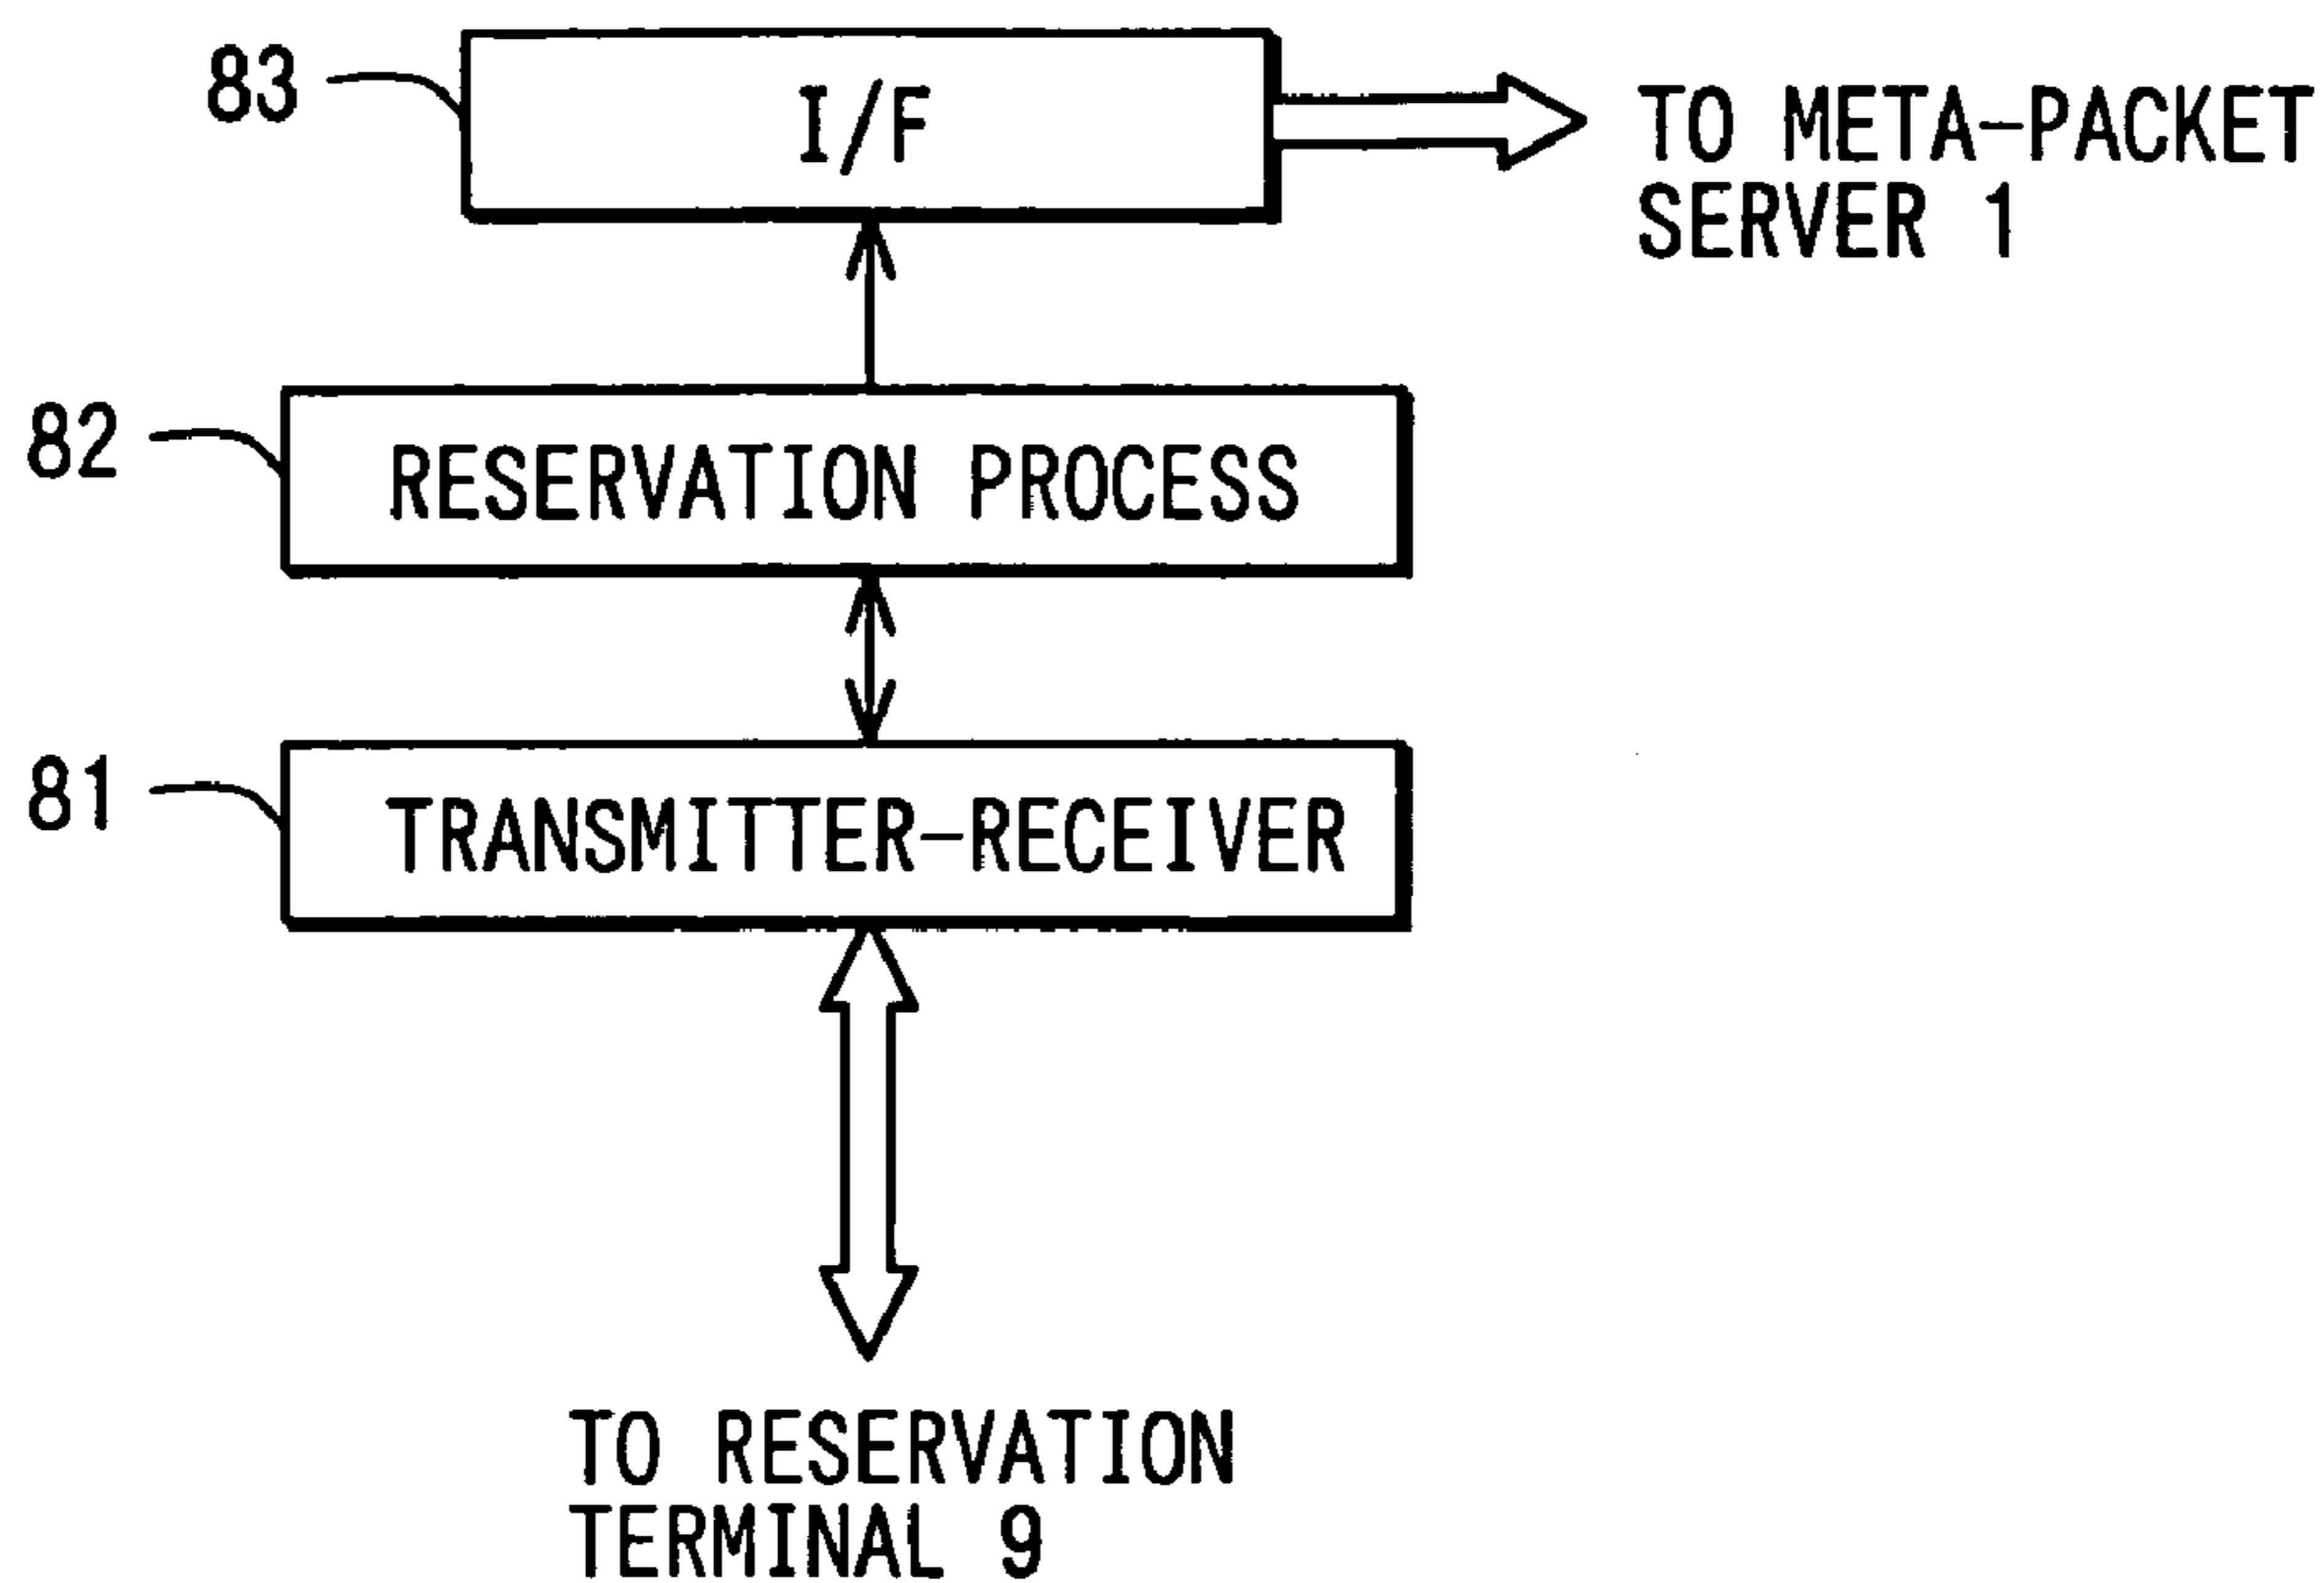 83
I/F
TO META-PACKET
SERVER 1
82
RESERVATION PROCESS
81
TRANSMITTER-RECEIVER
TO RESERVATION
TERMINAL 9